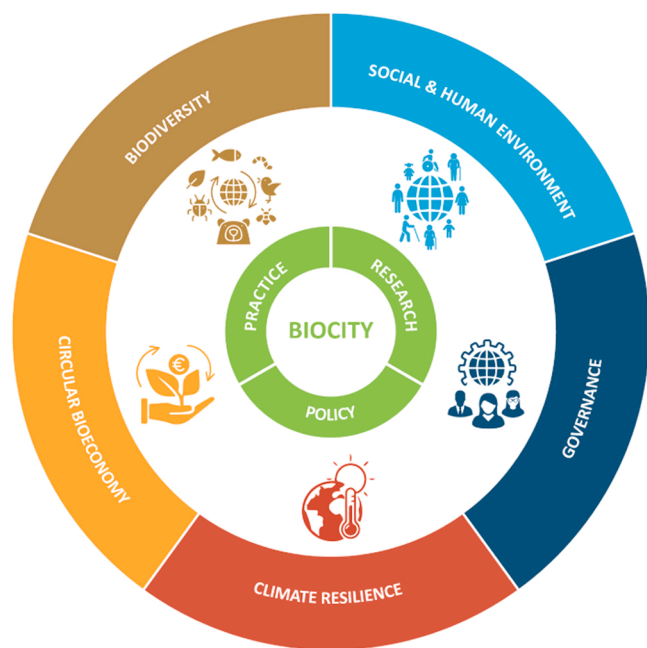 BIODIVERSITY
SOCIAL & HUMAN ENVIRONMENT
GOVERNANCE
CLIMATE RESILIENCE
CIRCULAR BIOECONOMY
PRACTICE
RESEARCH
POLICY
BIOCITY
€